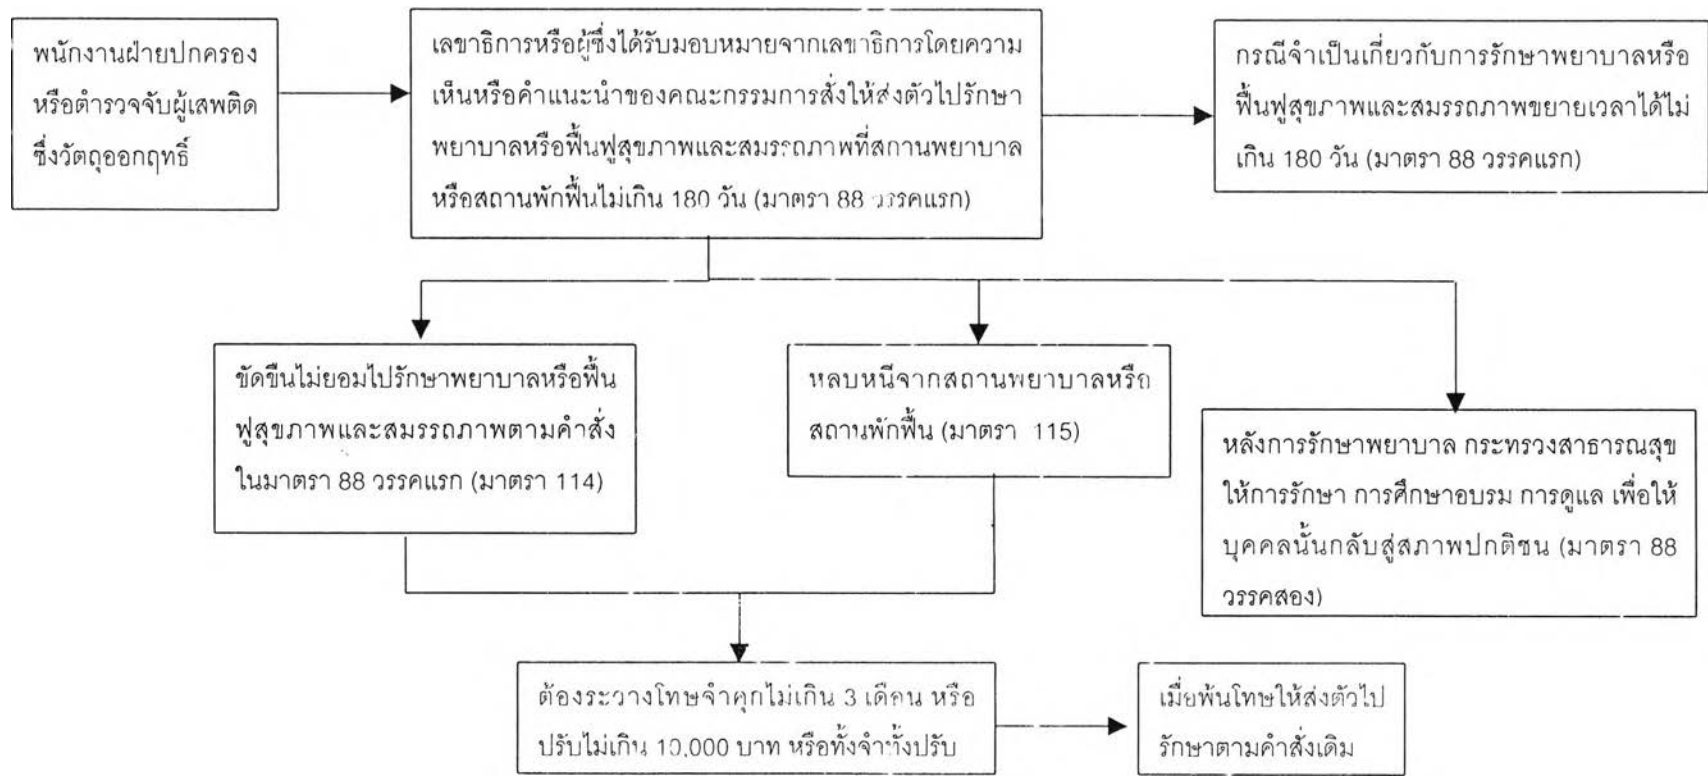 พนักงานฝ่ายปกครอง
หรือตำรวจจับผู้เสพติด
ซึ่งวัตถุออกฤทธิ์
เลขาธิการหรือผู้ซึ่งได้รับมอบหมายจากเลขาธิการโดยความ
เห็นหรือคำแนะนำของคณะกรรมการสั่งให้ส่งตัวไปรักษา
พยาบาลหรือฟื้นฟูสุขภาพและสมรรถภาพที่สถานพยาบาล
หรือสถานพักฟื้นไม่เกิน 180 วัน (มาตรา 88 วรรคแรก)
กรณีจำเป็นเกี่ยวกับการรักษาพยาบาลหรือ
ฟื้นฟูสุขภาพและสมรรถภาพขยายเวลาได้ไม่
เกิน 180 วัน (มาตรา 88 วรรคแรก)
ขัดขืนไม่ยอมไปรักษาพยาบาลหรือฟื้น
ฟูสุขภาพและสมรรถภาพตามคำสั่ง
ในมาตรา 88 วรรคแรก (มาตรา 114)
หลบหนีจากสถานพยาบาลหรือ
สถานพักฟื้น (มาตรา 115)
หลังการรักษาพยาบาล กระทรวงสาธารณสุข
ให้การรักษา การศึกษาอบรม การดูแล เพื่อให้
บุคคลนั้นกลับสู่สภาพปกติชน (มาตรา 88
วรรคสอง)
ต้องระวางโทษจำคุกไม่เกิน 3 เดือน หรือ
ปรับไม่เกิน 10,000 บาท หรือทั้งจำทั้งปรับ
เมื่อพ้นโทษให้ส่งตัวไป
รักษาตามคำสั่งเดิม